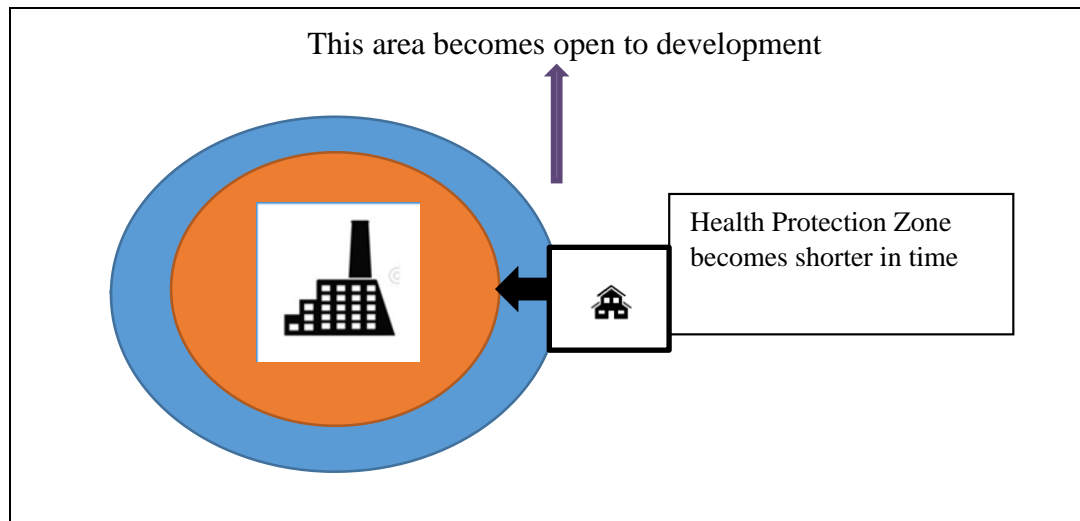 This area becomes open to development
Health Protection Zone
becomes shorter in time